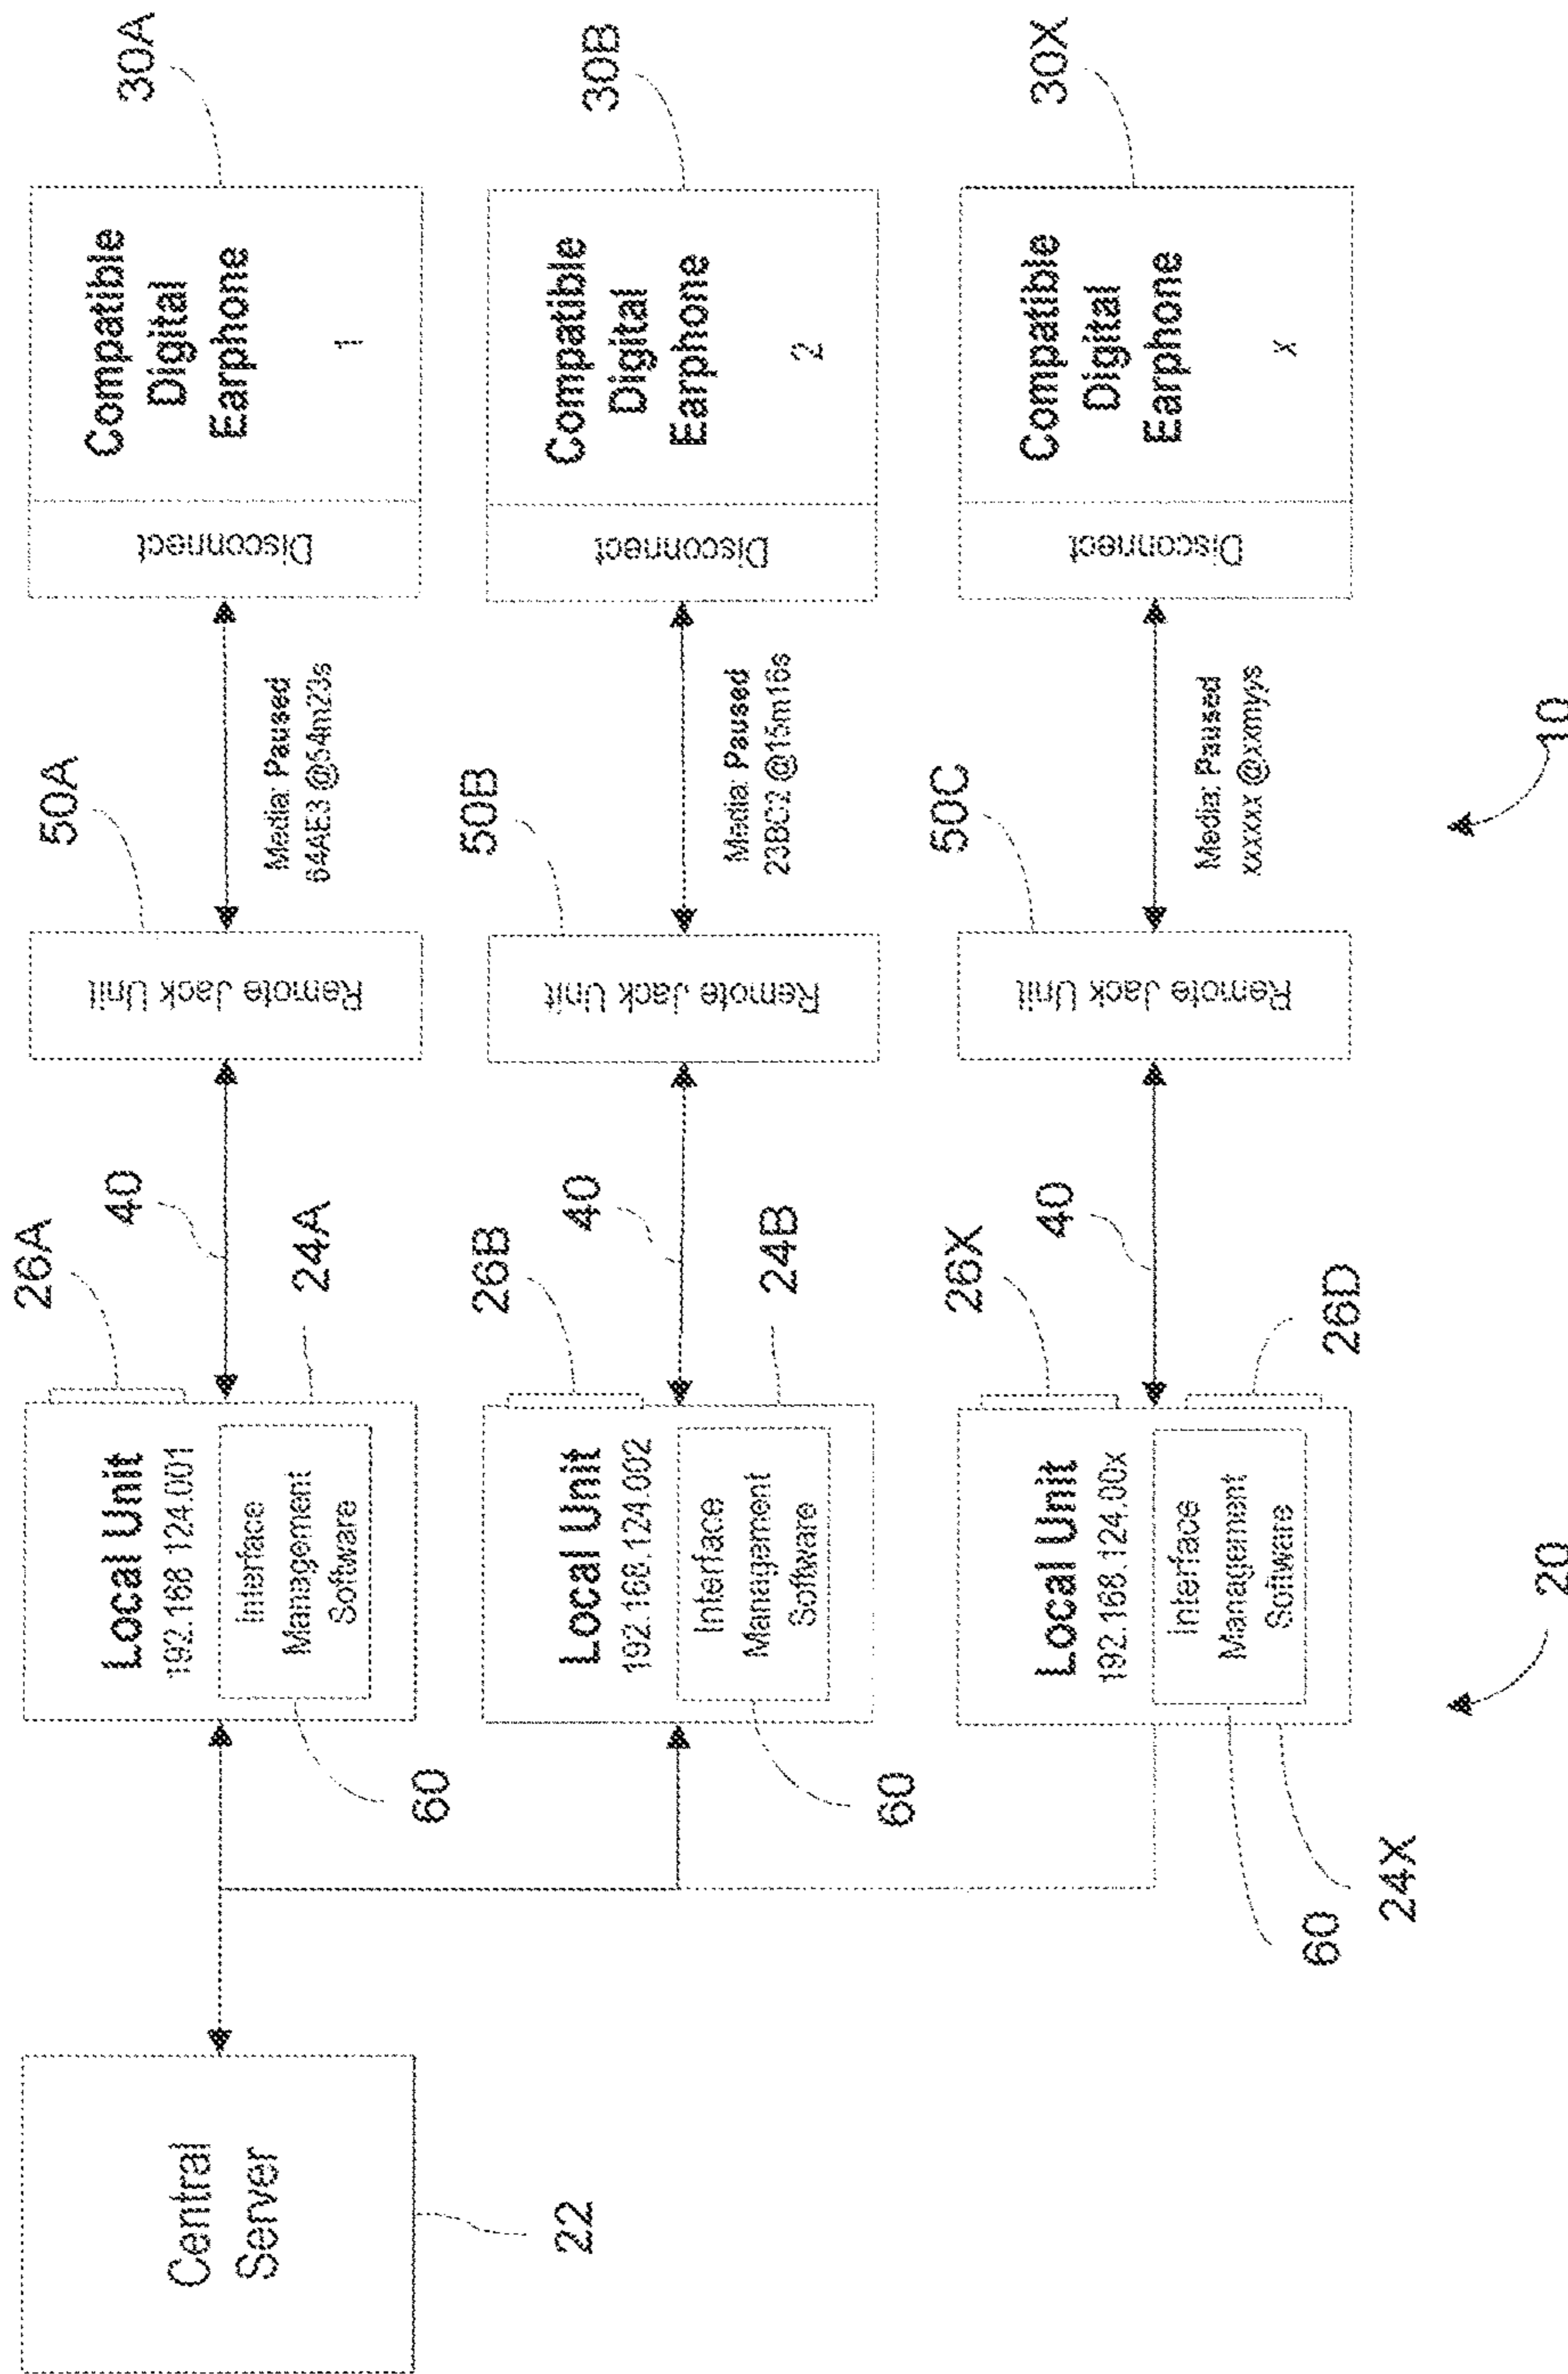 Central
Server
22
Local Unit
192.168.124.001
Interface
Management
Software
60
26A
24A
40
50A
Remote Jack Unit
Media: Paused
64AE3 @54m23s
Disconnect
Compatible
Digital
Earphone
1
30A
Local Unit
192.168.124.002
Interface
Management
Software
60
26B
24B
40
50B
Remote Jack Unit
Media: Paused
23BC2 @15m16s
Disconnect
Compatible
Digital
Earphone
2
30B
Local Unit
192.168.124.00x
Interface
Management
Software
60
24X
26X
26D
40
50C
Remote Jack Unit
Media: Paused
xxxxxx @xxmyys
Disconnect
Compatible
Digital
Earphone
x
30X
20
10